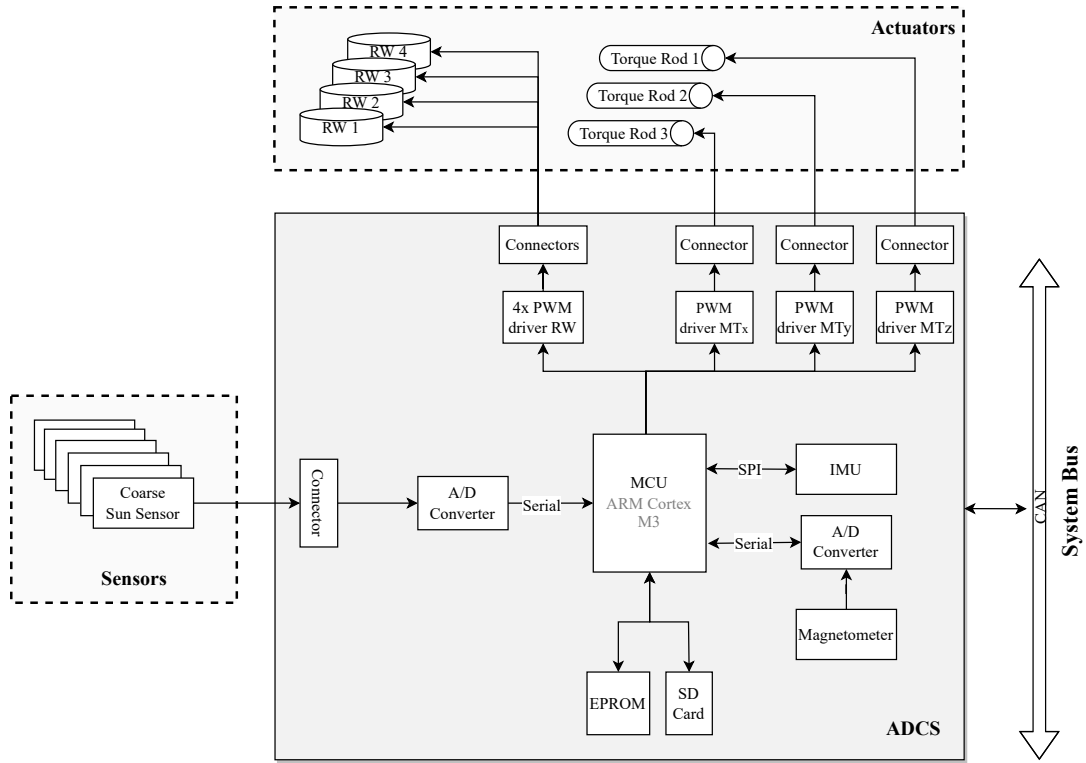 Actuators
RW 4
RW 3
RW 2
RW 1
Torque Rod 1
Torque Rod 2
Torque Rod 3
Connectors
Connector
Connector
Connector
4x PWM
driver RW
PWM
driver MTx
PWM
driver MTy
PWM
driver MTz
Coarse
Sun Sensor
Sensors
Connector
A/D
Converter
Serial
MCU
ARM Cortex
M3
SPI
IMU
Serial
A/D
Converter
Magnetometer
EPROM
SD
Card
ADCS
CAN
System Bus